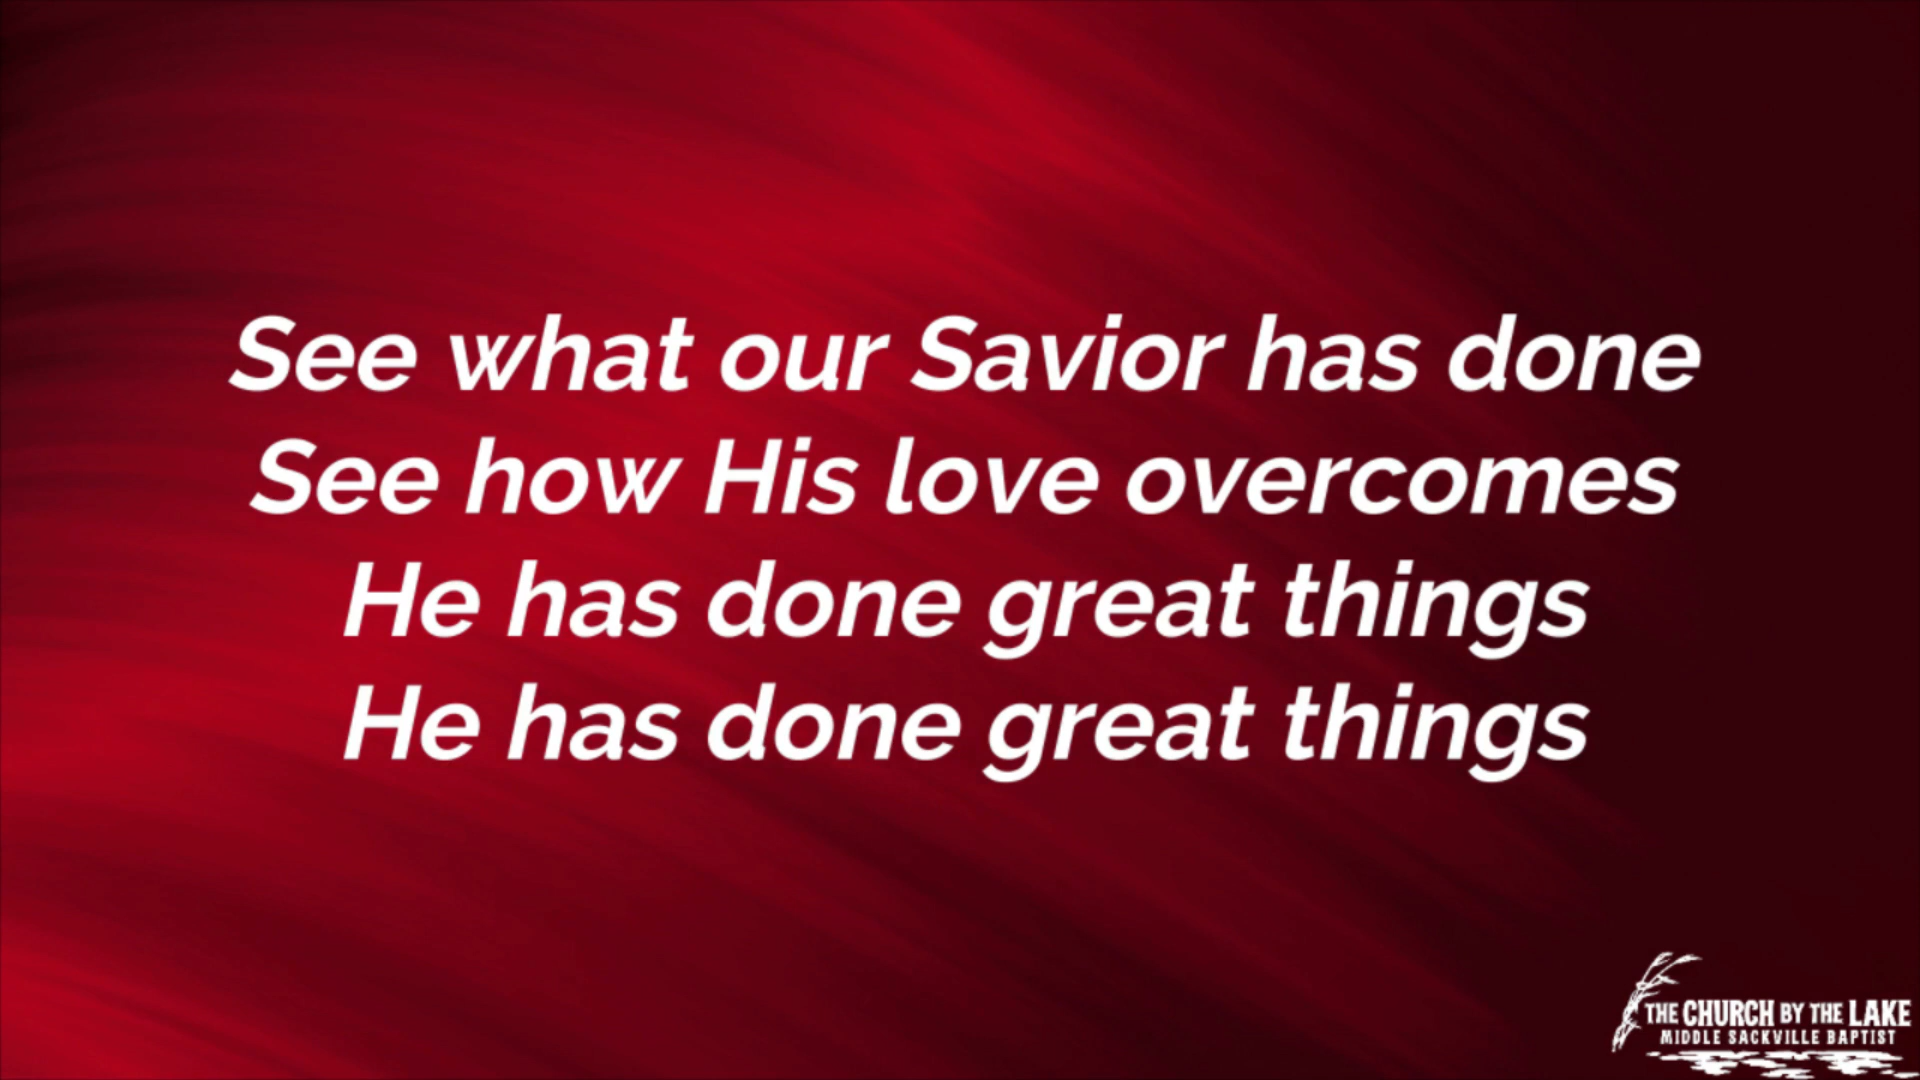 See what our Savior has done
See how His love overcomes
He has done great things
He has done great things
THE CHURCH BY THE LAKE
MIDDLE SACKVILLE BAPTIST